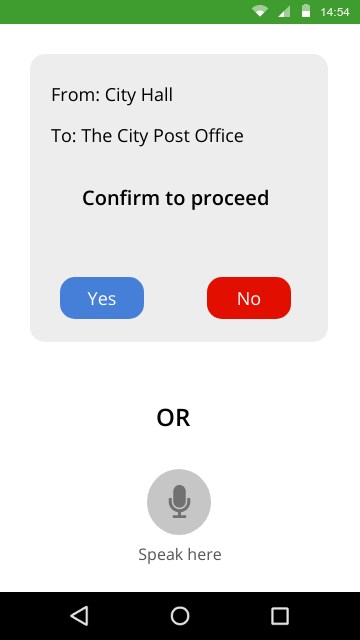 14:54
From: City Hall
To: The City Post Office
Confirm to proceed
Yes No
OR
Speak here